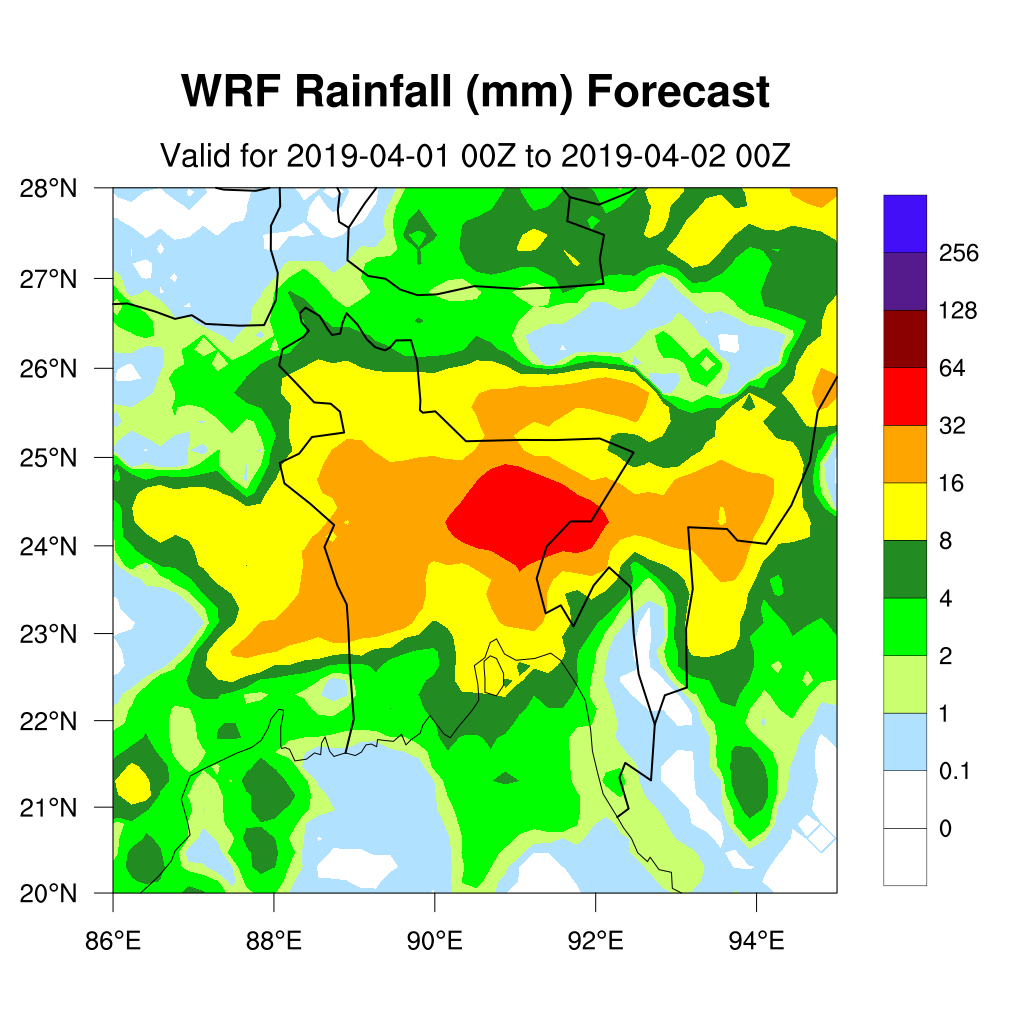 WRF Rainfall (mm) Forecast
Valid for 2019-04-01 00Z to 2019-04-02 00Z
28°N
27°N
26°N
25°N
24°N
23°N
22°N
21°N
20°N
86°E 88°E 90°E 92°E 94°E
256
128
64
32
16
8
4
2
1
0.1
0